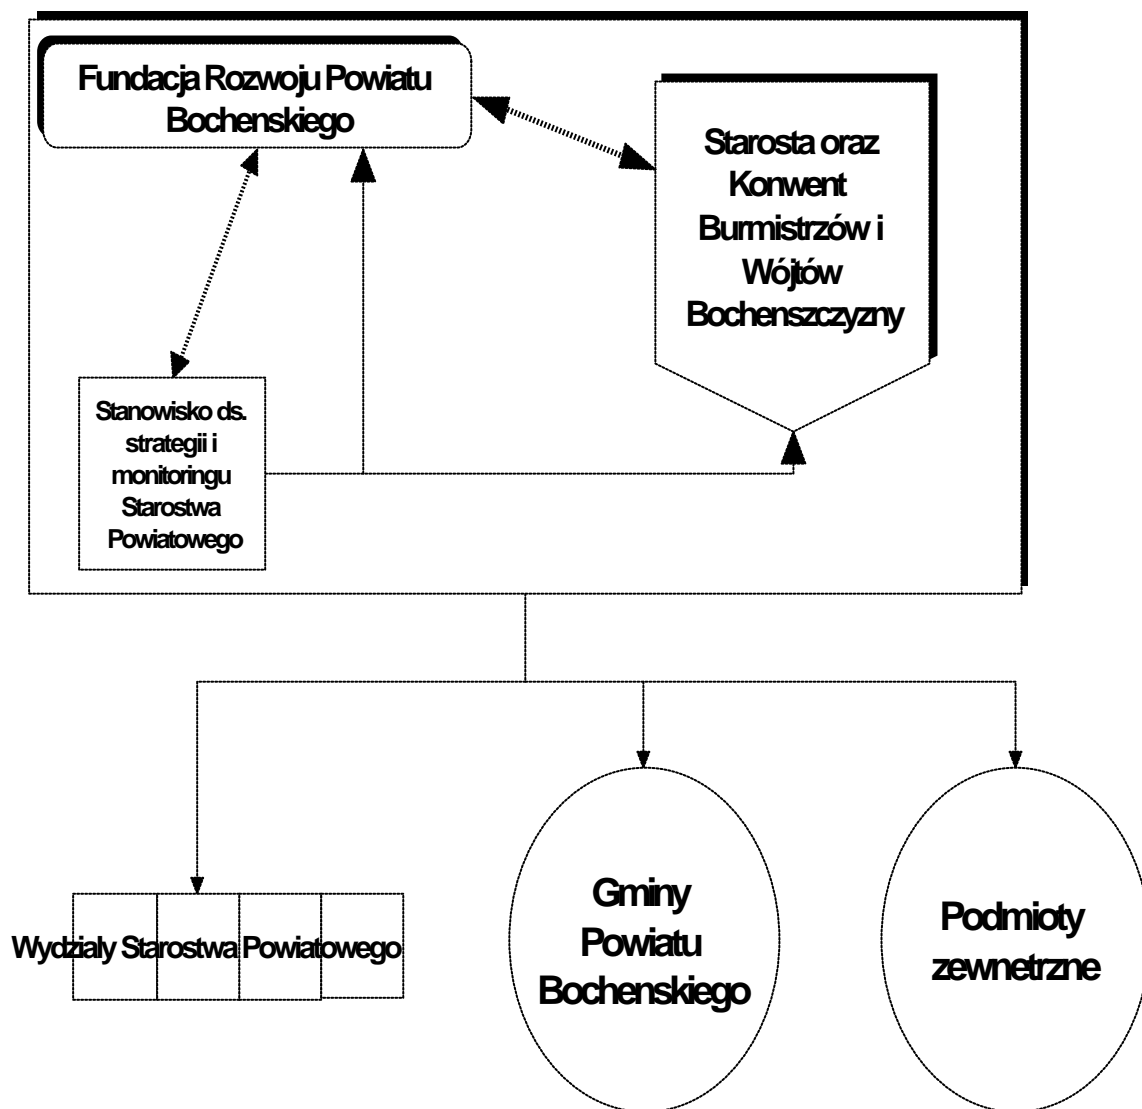 Fundacja Rozwoju Powiatu
Bochenskiego
Starosta oraz
Konwent
Burmistrzów i
Wójtów
Bochenszczyzny
Stanowisko ds.
strategii i
monitoringu
Starostwa
Powiatowego
Wydzialy Starostwa Powiatowego
Gminy
Powiatu
Bochenskiego
Podmioty
zewnetrzne